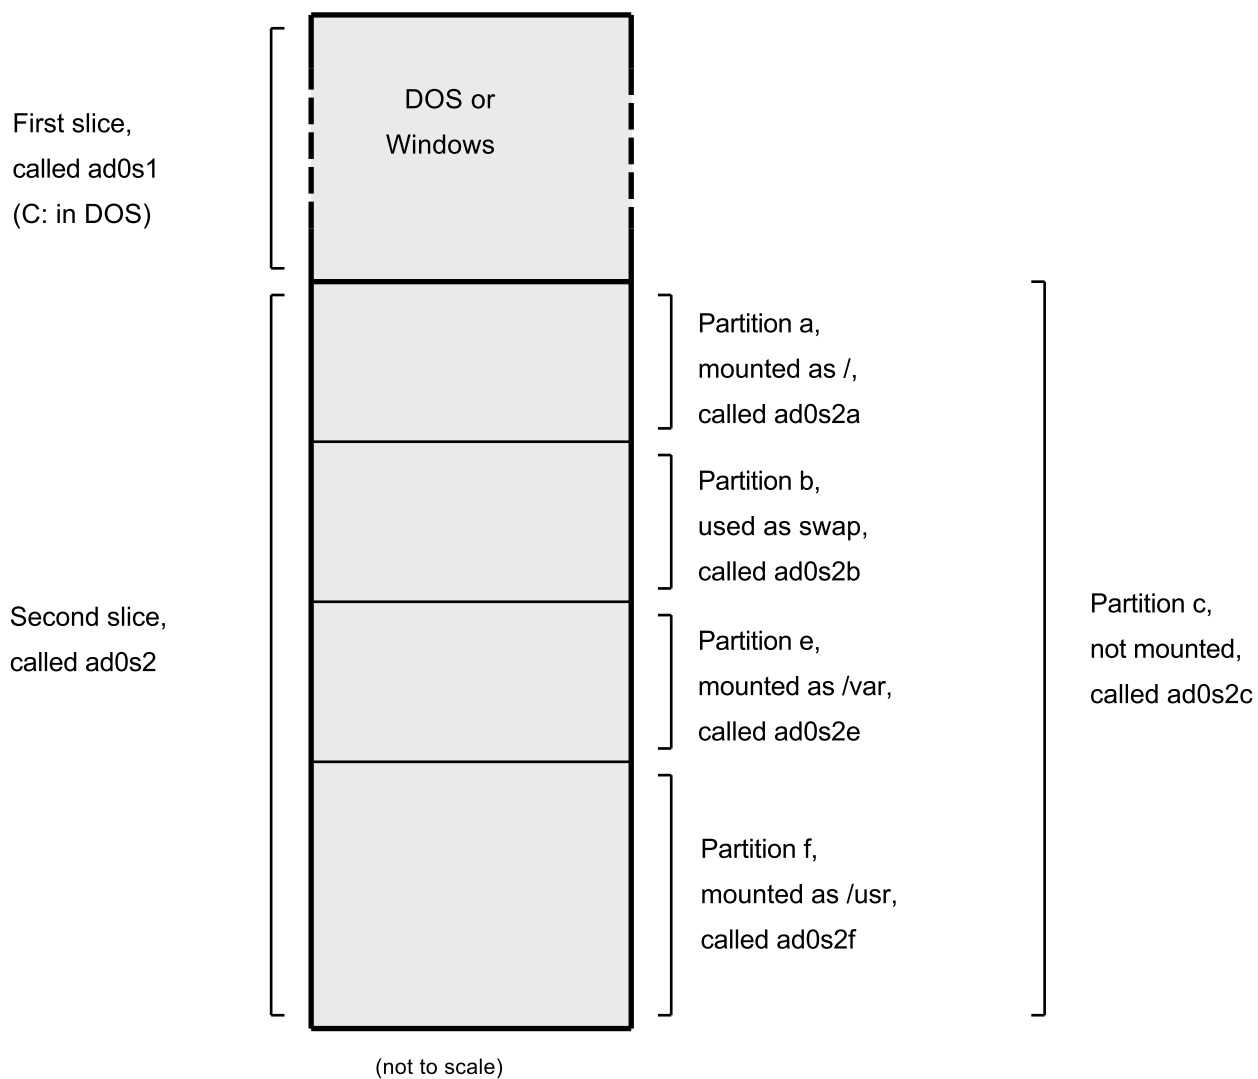 DOS or
Windows
First slice,
called ad0s1
(C: in DOS)
Partition a,
mounted as /,
called ad0s2a
Partition b,
used as swap,
called ad0s2b
Second slice,
called ad0s2
Partition e,
mounted as /var,
called ad0s2e
Partition c,
not mounted,
called ad0s2c
Partition f,
mounted as /usr,
called ad0s2f
(not to scale)